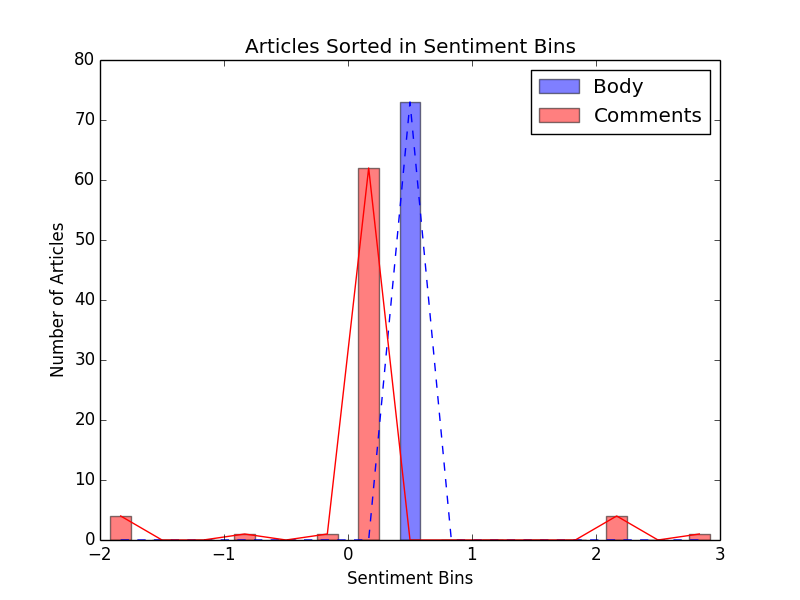 Articles Sorted in Sentiment Bins
80
70
60
50
40
30
20
10
0
Number of Articles
Body
Comments
−2 −1 0 1 2 3
Sentiment Bins